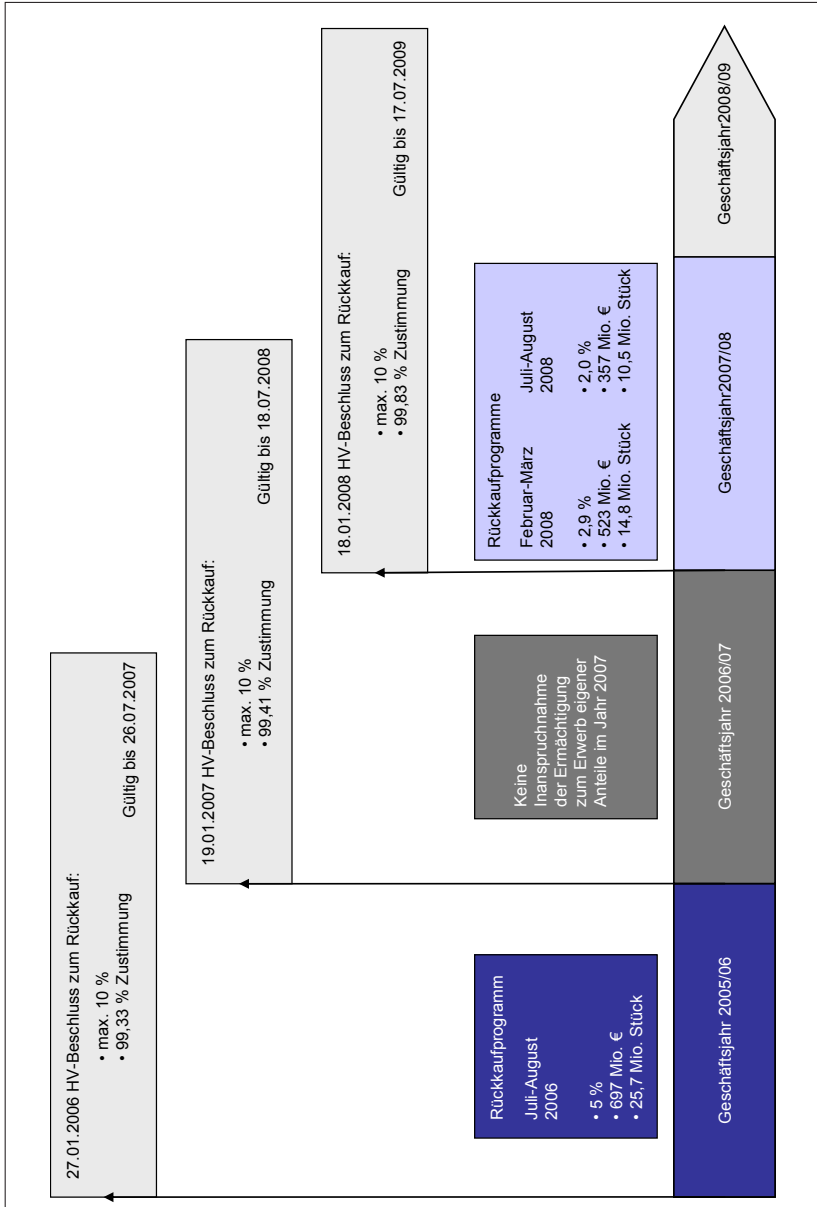 27.01.2006 HV-Beschluss zum Rückkauf:
• max. 10 %
• 99,33 % Zustimmung
Gültig bis 26.07.2007
19.01.2007 HV-Beschluss zum Rückkauf:
• max. 10 %
• 99,41 % Zustimmung
Gültig bis 18.07.2008
18.01.2008 HV-Beschluss zum Rückkauf:
• max. 10 %
• 99,83 % Zustimmung
Gültig bis 17.07.2009
Rückkaufprogramm
Juli-August
2006
• 5 %
• 697 Mio. €
• 25,7 Mio. Stück
Keine
Inanspruchnahme
der Ermächtigung
zum Erwerb eigener
Anteile im Jahr 2007
Rückkaufprogramme
Februar-März
2008
• 2,9 %
• 523 Mio. €
• 14,8 Mio. Stück
Juli-August
2008
• 2,0 %
• 357 Mio. €
• 10,5 Mio. Stück
Geschäftsjahr 2005/06
Geschäftsjahr 2006/07
Geschäftsjahr2007/08
Geschäftsjahr2008/09